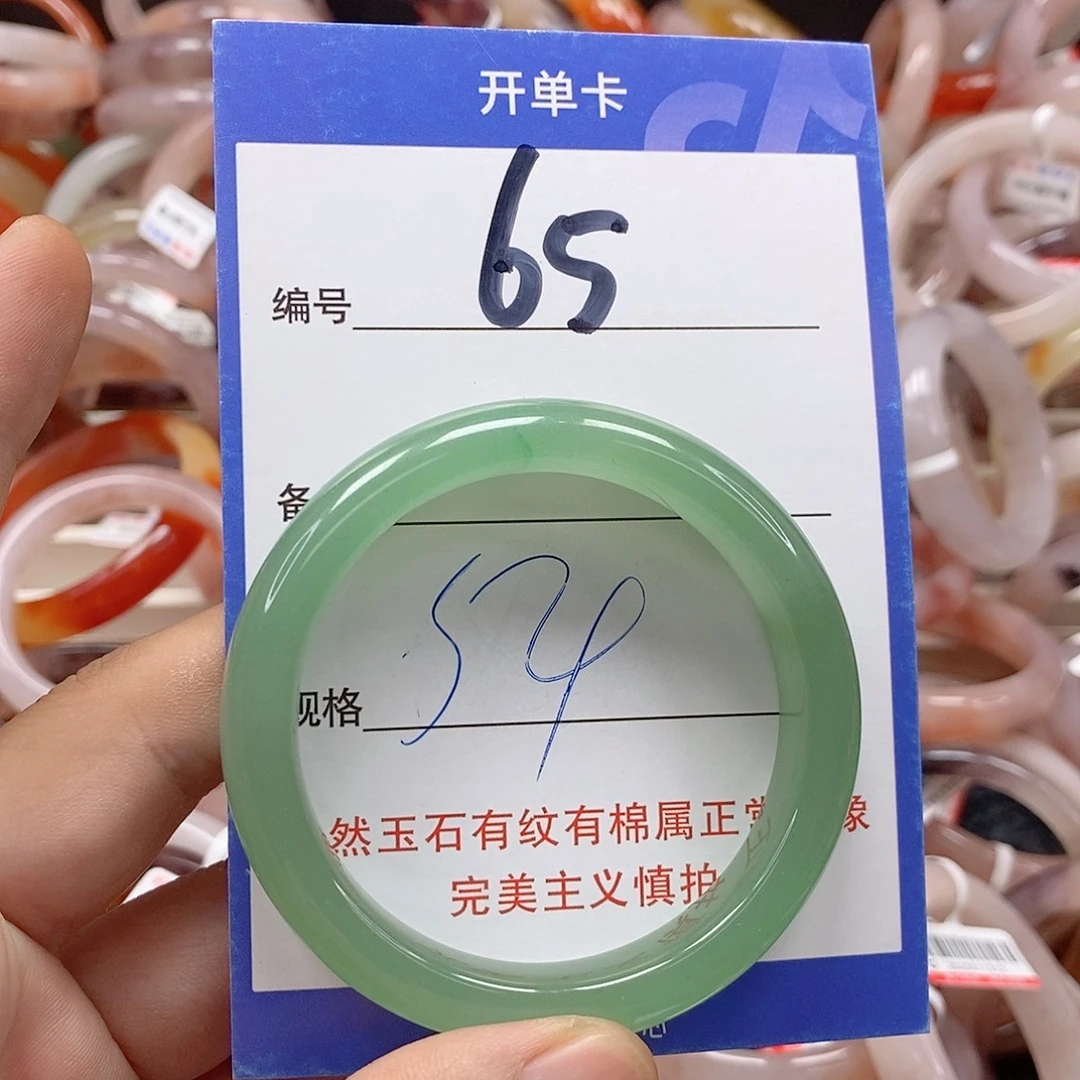 开单卡
编号 65
备
规格 54
然玉石有纹有棉属正常 象
完美主义慎拍